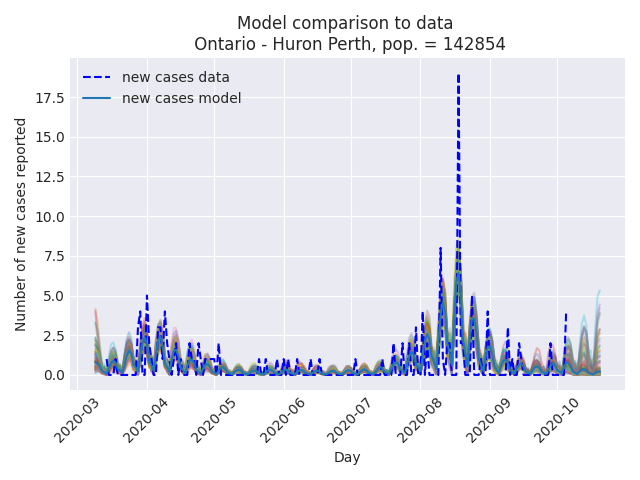 Model comparison to data
Ontario - Huron Perth, pop. = 142854
new cases data
new cases model
Number of new cases reported
17.5
15.0
12.5
10.0
7.5
5.0
2.5
0.0
2020-03
2020-04
2020-05
2020-06
2020-07
2020-08
2020-09
2020-10
Day